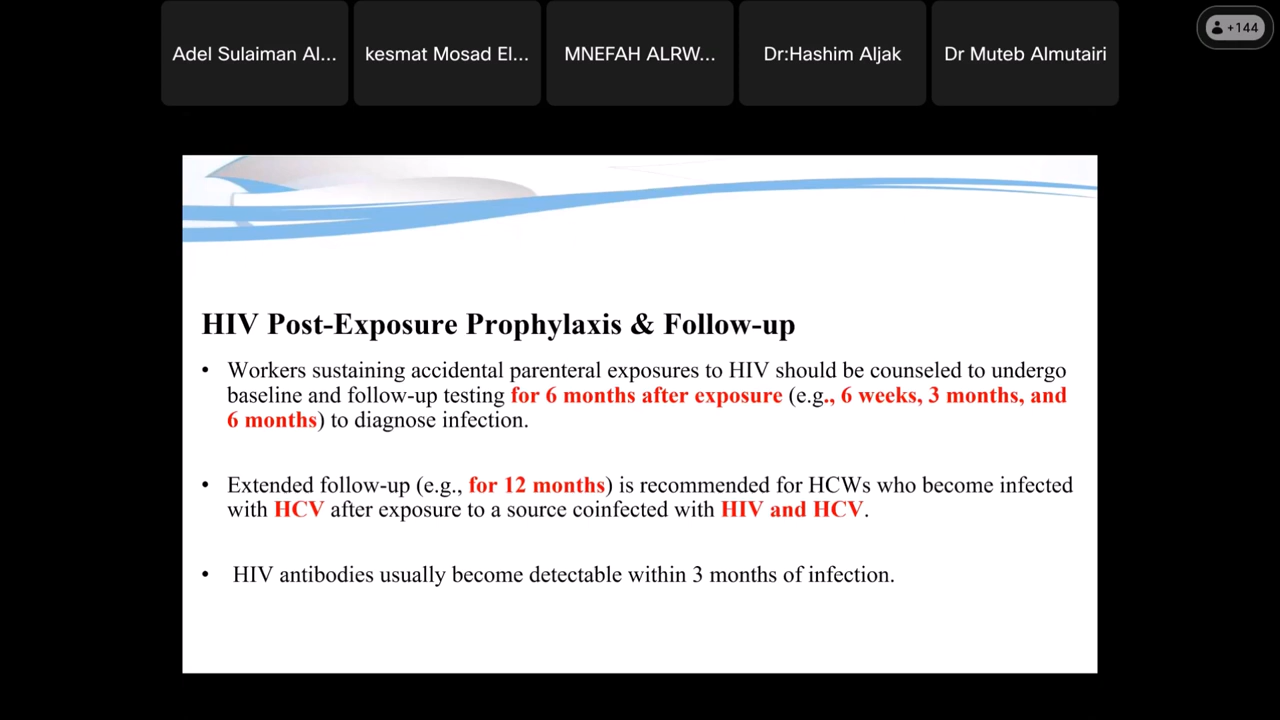 Adel Sulaiman Al...
kesmat Mosad El...
MNEFAH ALRW...
Dr:Hashim Aljak
Dr Muteb Almutairi
+144
HIV Post-Exposure Prophylaxis & Follow-up
• Workers sustaining accidental parenteral exposures to HIV should be counseled to undergo
baseline and follow-up testing for 6 months after exposure (e.g., 6 weeks, 3 months, and
6 months) to diagnose infection.
• Extended follow-up (e.g., for 12 months) is recommended for HCWs who become infected
with HCV after exposure to a source coinfected with HIV and HCV.
• HIV antibodies usually become detectable within 3 months of infection.